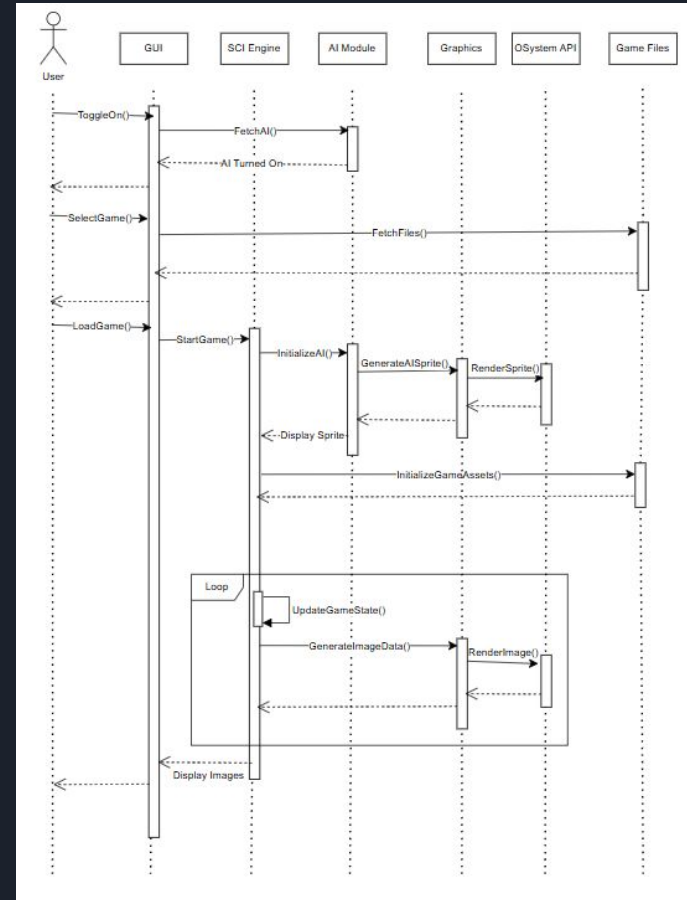 GUI
SCI Engine
AI Module
Graphics
OSystem API
Game Files
User
ToggleOn()
FetchAI()
AI Turned On
SelectGame()
FetchFiles()
LoadGame()
StartGame()
InitializeAI()
GenerateAISprite()
RenderSprite()
Display Sprite
InitializeGameAssets()
Loop
UpdateGameState()
GenerateImageData()
RenderImage()
Display Images